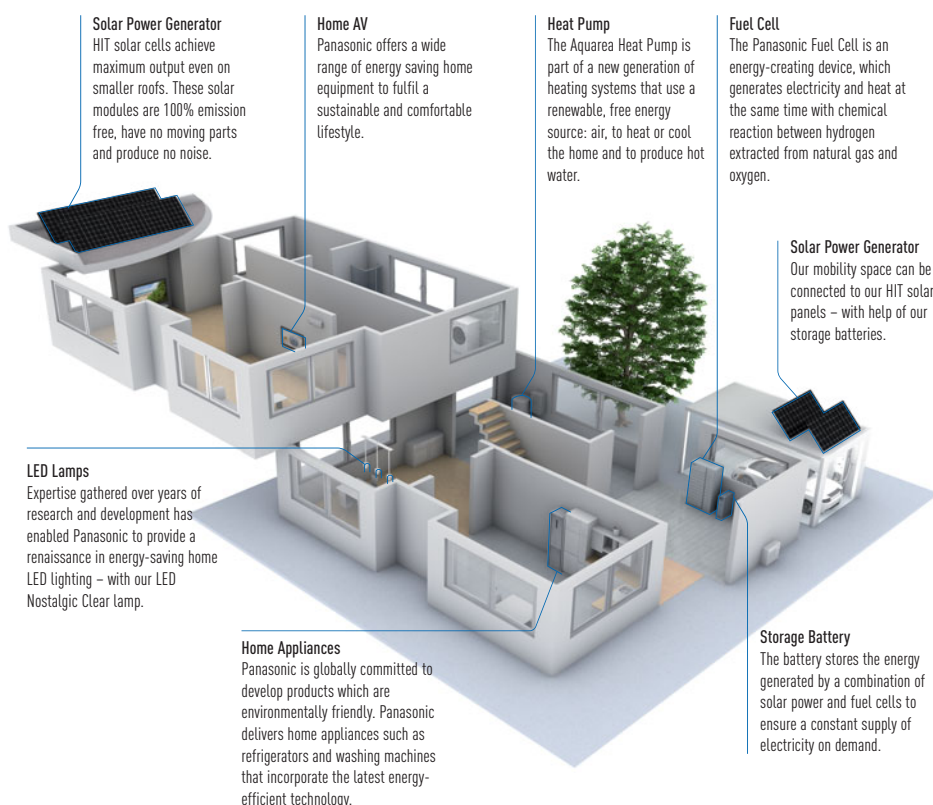 Solar Power Generator
HIT solar cells achieve
maximum output even on
smaller roofs. These solar
modules are 100% emission
free, have no moving parts
and produce no noise.
Home AV
Panasonic offers a wide
range of energy saving home
equipment to fulfil a
sustainable and comfortable
lifestyle.
Heat Pump
The Aquarea Heat Pump is
part of a new generation of
heating systems that use a
renewable, free energy
source: air, to heat or cool
the home and to produce hot
water.
Fuel Cell
The Panasonic Fuel Cell is an
energy-creating device, which
generates electricity and heat at
the same time with chemical
reaction between hydrogen
extracted from natural gas and
oxygen.
Solar Power Generator
Our mobility space can be
connected to our HIT solar
panels – with help of our
storage batteries.
LED Lamps
Expertise gathered over years of
research and development has
enabled Panasonic to provide a
renaissance in energy-saving home
LED lighting – with our LED
Nostalgic Clear lamp.
Home Appliances
Panasonic is globally committed to
develop products which are
environmentally friendly. Panasonic
delivers home appliances such as
refrigerators and washing machines
that incorporate the latest energy-
efficient technology.
Storage Battery
The battery stores the energy
generated by a combination of
solar power and fuel cells to
ensure a constant supply of
electricity on demand.